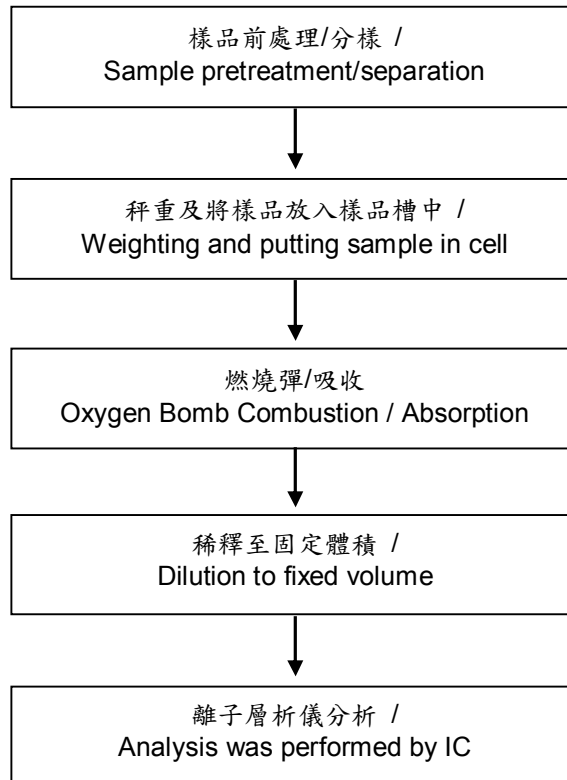 樣品前處理/分樣 /
Sample pretreatment/separation
秤重及將樣品放入樣品槽中 /
Weighting and putting sample in cell
燃燒彈/吸收
Oxygen Bomb Combustion / Absorption
稀釋至固定體積 /
Dilution to fixed volume
離子層析儀分析 /
Analysis was performed by IC